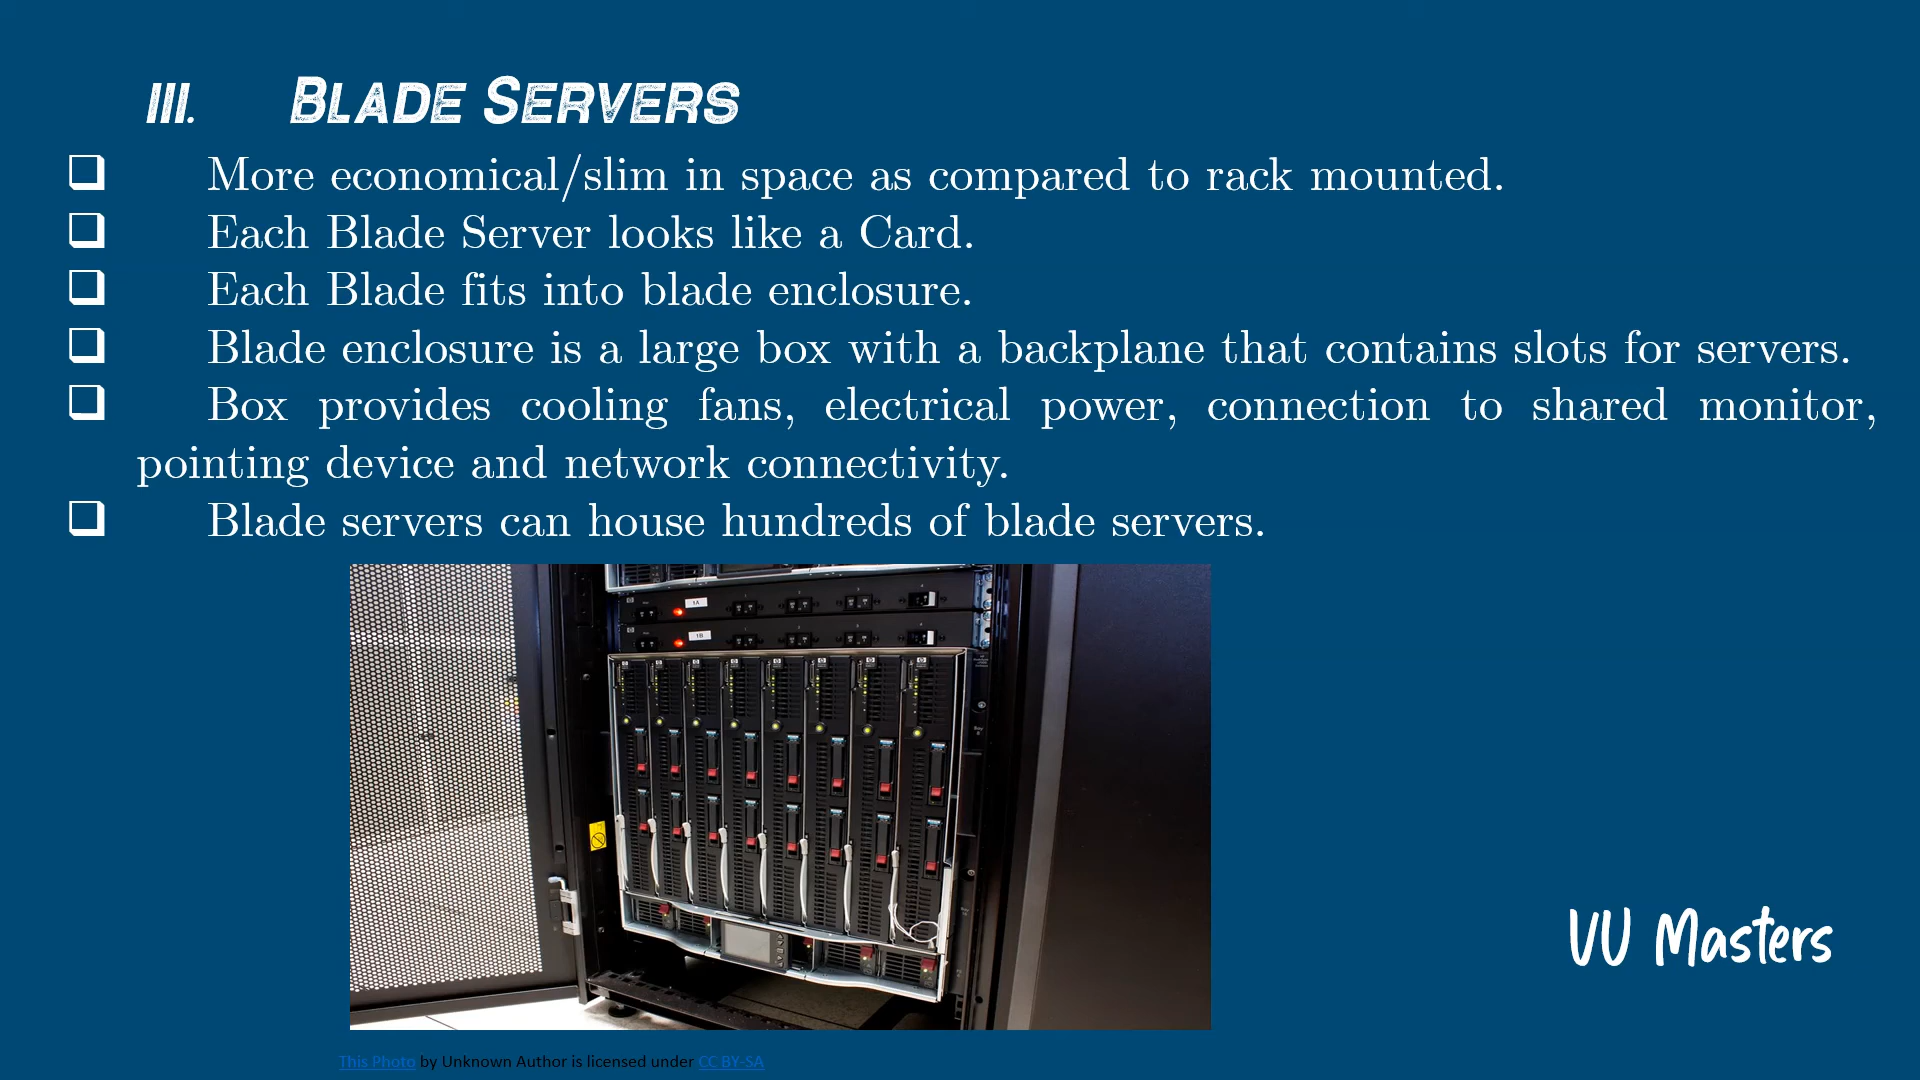 III. BLADE SERVERS
More economical/slim in space as compared to rack mounted.
Each Blade Server looks like a Card.
Each Blade fits into blade enclosure.
Blade enclosure is a large box with a backplane that contains slots for servers.
Box provides cooling fans, electrical power, connection to shared monitor,
pointing device and network connectivity.
Blade servers can house hundreds of blade servers.
1A
1B
VU Masters
This Photo by Unknown Author is licensed under CC BY-SA